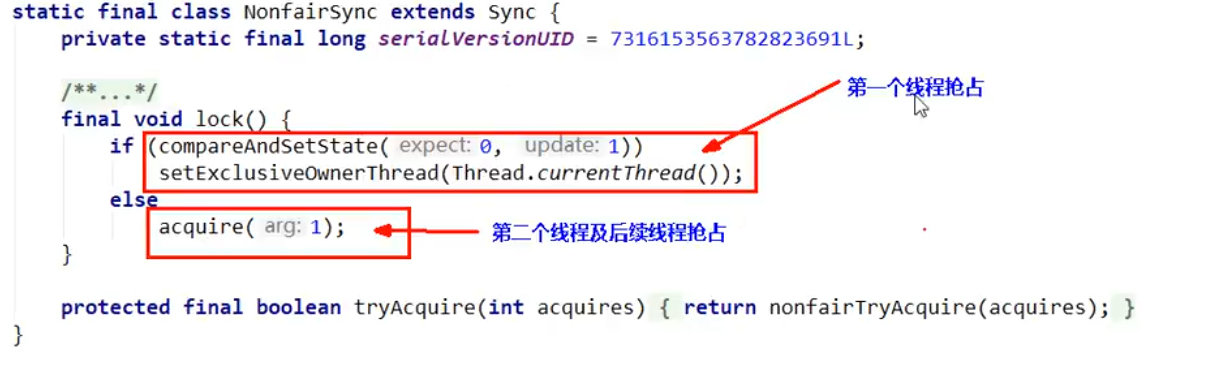 static final class NonfairSync extends Sync {
private static final long serialVersionUID = 7316153563782823691L;
/**...*/
第一个线程抢占
final void lock() {
if (compareAndSetState( expect: 0, update: 1))
setExclusiveOwnerThread(Thread.currentThread());
else
acquire( arg: 1);
第二个线程及后续线程抢占
}
protected final boolean tryAcquire(int acquires) { return nonfairTryAcquire(acquires); }
}